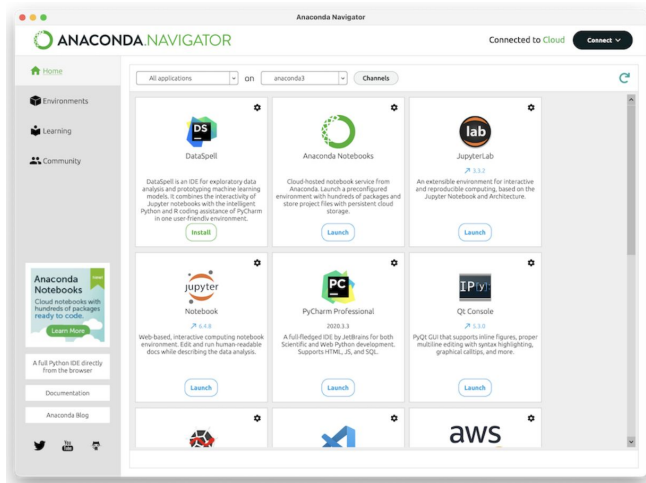 Anaconda Navigator
ANACONDA.NAVIGATOR
Connected to Cloud
Connect
Home
Environments
Learning
Community
All applications
on
anaconda3
Channels
DS
DataSpell
DataSpell is an IDE for exploratory data
analysis and prototyping machine learning
models. It combines the interactivity of
Jupyter notebooks with the intelligent
Python and R coding assistance of PyCharm
in one user-friendly environment.
Install
Anaconda Notebooks
Cloud-hosted notebook service from
Anaconda. Launch a preconfigured
environment with hundreds of packages and
store project files with persistent cloud
storage.
Launch
lab
JupyterLab
3.3.2
An extensible environment for interactive
and reproducible computing, based on the
Jupyter Notebook and Architecture.
Launch
jupyter
Notebook
6.4.8
Web-based, interactive computing notebook
environment. Edit and run human-readable
docs while describing the data analysis.
Launch
PC
PyCharm Professional
2020.3.3
A full-fledged IDE by JetBrains for both
Scientific and Web Python development.
Supports HTML, JS, and SQL.
Launch
IP[y]:
Qt Console
5.3.0
PyQt GUI that supports inline figures, proper
multiline editing with syntax highlighting,
graphical calltips, and more.
Launch
aws
Anaconda
Notebooks
Cloud notebooks with
hundreds of packages
ready to code.
Learn More
A full Python IDE directly
from the browser
Documentation
Anaconda Blog
You
Tube